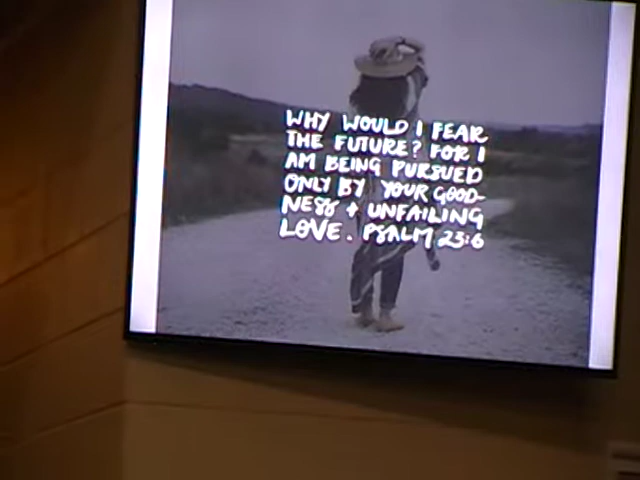 WHY WOULD I FEAR
THE FUTURE? FOR I
AM BEING PURSUED
ONLY BY YOUR GOOD-
NESS + UNFAILING
LOVE. PSALM 23:6